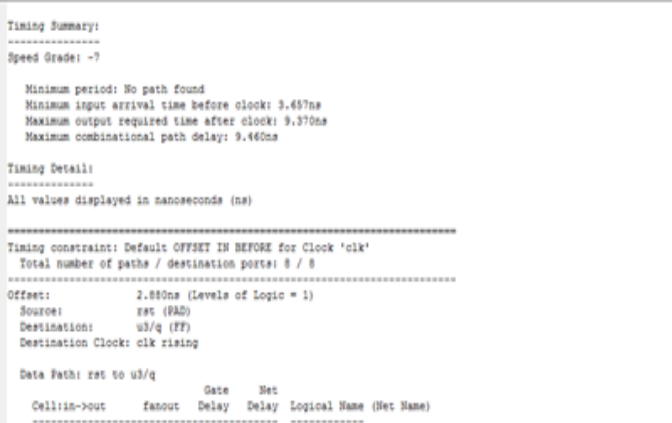 Timing Summary:
---------------
Speed Grade: -7
Minimum period: No path found
Minimum input arrival time before clock: 3.657ns
Maximum output required time after clock: 9.370ns
Maximum combinational path delay: 9.460ns
Timing Detail:
--------------
All values displayed in nanoseconds (ns)
=========================================================================
Timing constraint: Default OFFSET IN BEFORE for Clock 'clk'
Total number of paths / destination ports: 8 / 8
-------------------------------------------------------------------------
Offset: 2.880ns (Levels of Logic = 1)
Source: rst (PAD)
Destination: u3/q (FF)
Destination Clock: clk rising
Data Path: rst to u3/q
Gate Net
Cell:in->out fanout Delay Delay Logical Name (Net Name)
---------------------------------------- ------------